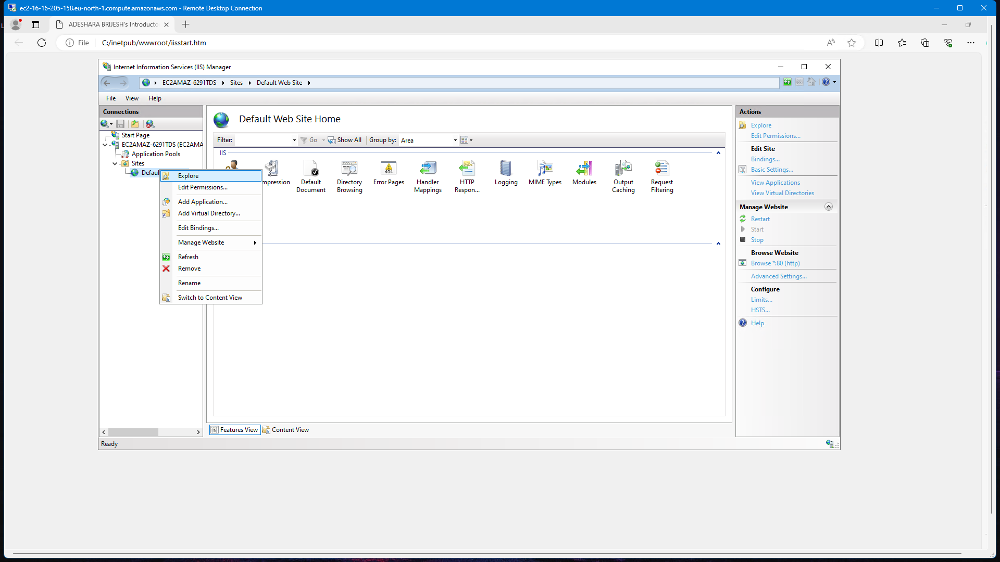 ec2-16-16-205-158.eu-north-1.compute.amazonaws.com - Remote Desktop Connection
ADESHARA BRIJESH's Introducto
File
C:/inetpub/wwwroot/iisstart.htm
Internet Information Services (IIS) Manager
EC2AMAZ-6291TDS
Sites
Default Web Site
File
View
Help
Connections
Start Page
EC2AMAZ-6291TDS (EC2AMA
Application Pools
Sites
Defaul
Explore
Edit Permissions...
Add Application...
Add Virtual Directory...
Edit Bindings...
Manage Website
Refresh
Remove
Rename
Switch to Content View
Default Web Site Home
Filter:
Go
Show All
Group by:
Area
IIS
mpression
Default
Document
Directory
Browsing
404
Error Pages
Handler
Mappings
HTTP
Respon...
Logging
MIME Types
Modules
Output
Caching
Request
Filtering
Features View
Content View
Ready
Actions
Explore
Edit Permissions...
Edit Site
Bindings...
Basic Settings...
View Applications
View Virtual Directories
Manage Website
Restart
Start
Stop
Browse Website
Browse *:80 (http)
Advanced Settings...
Configure
Limits...
HSTS...
Help